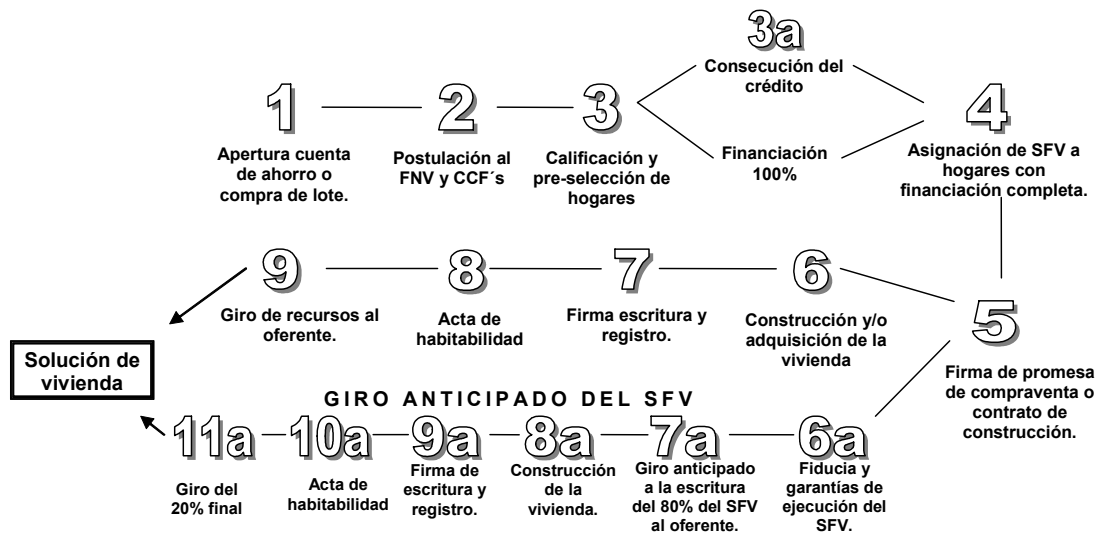 3a
Consecución del
crédito
1
Apertura cuenta
de ahorro o
compra de lote.
2
Postulación al
FNV y CCF´s
3
Calificación y
pre-selección de
hogares
Financiación
100%
4
Asignación de SFV a
hogares con
financiación completa.
9
Giro de recursos al
oferente.
8
Acta de
habitabilidad
7
Firma escritura y
registro.
6
Construcción y/o
adquisición de la
vivienda
5
Firma de promesa
de compraventa o
contrato de
construcción.
Solución de
vivienda
GIRO ANTICIPADO DEL SFV
11a
Giro del
20% final
10a
Acta de
habitabilidad
9a
Firma de
escritura y
registro.
8a
Construcción
de la
vivienda.
7a
Giro anticipado
a la escritura
del 80% del SFV
al oferente.
6a
Fiducia y
garantías de
ejecución del
SFV.